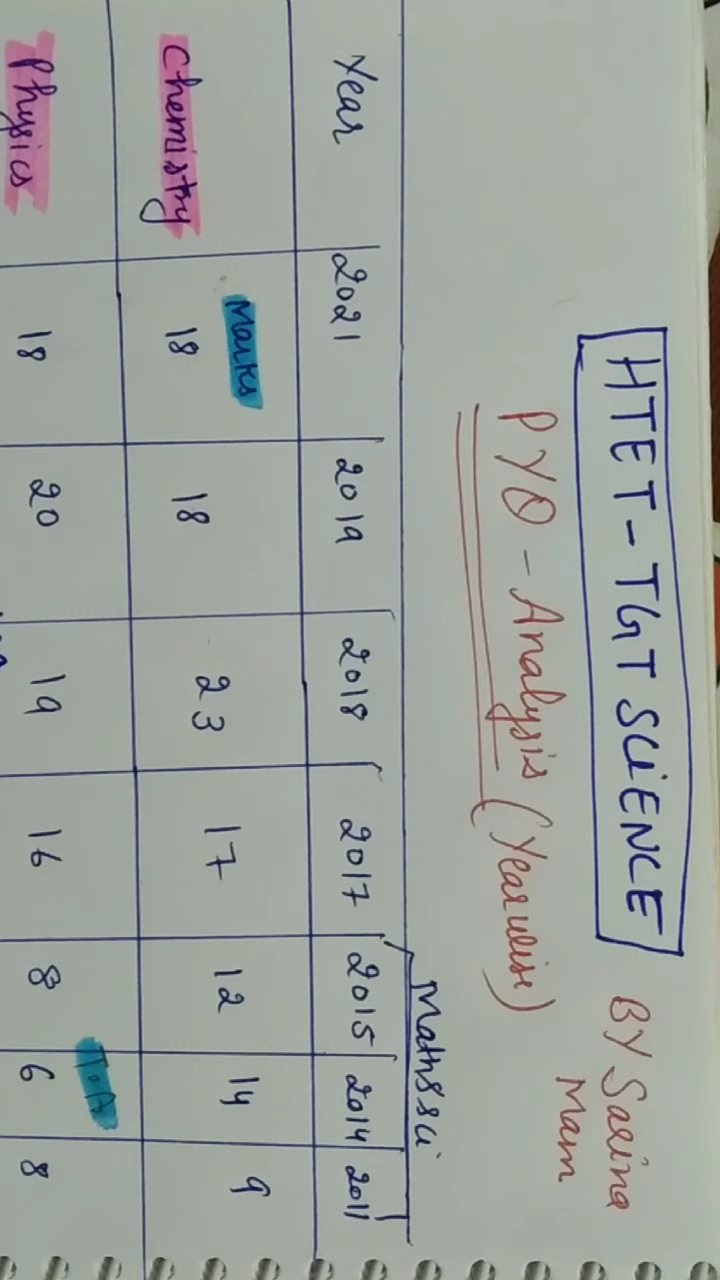 HTET-TGT SCIENCE BY Sarina Mam
PYQ - Analysis (Yearwise)
Maths&sci
Year 2021 2019 2018 2017 2015 2014 2011
Marks
Chemistry 18 18 23 17 12 14 9
Physics 18 20 19 16 8 6 8